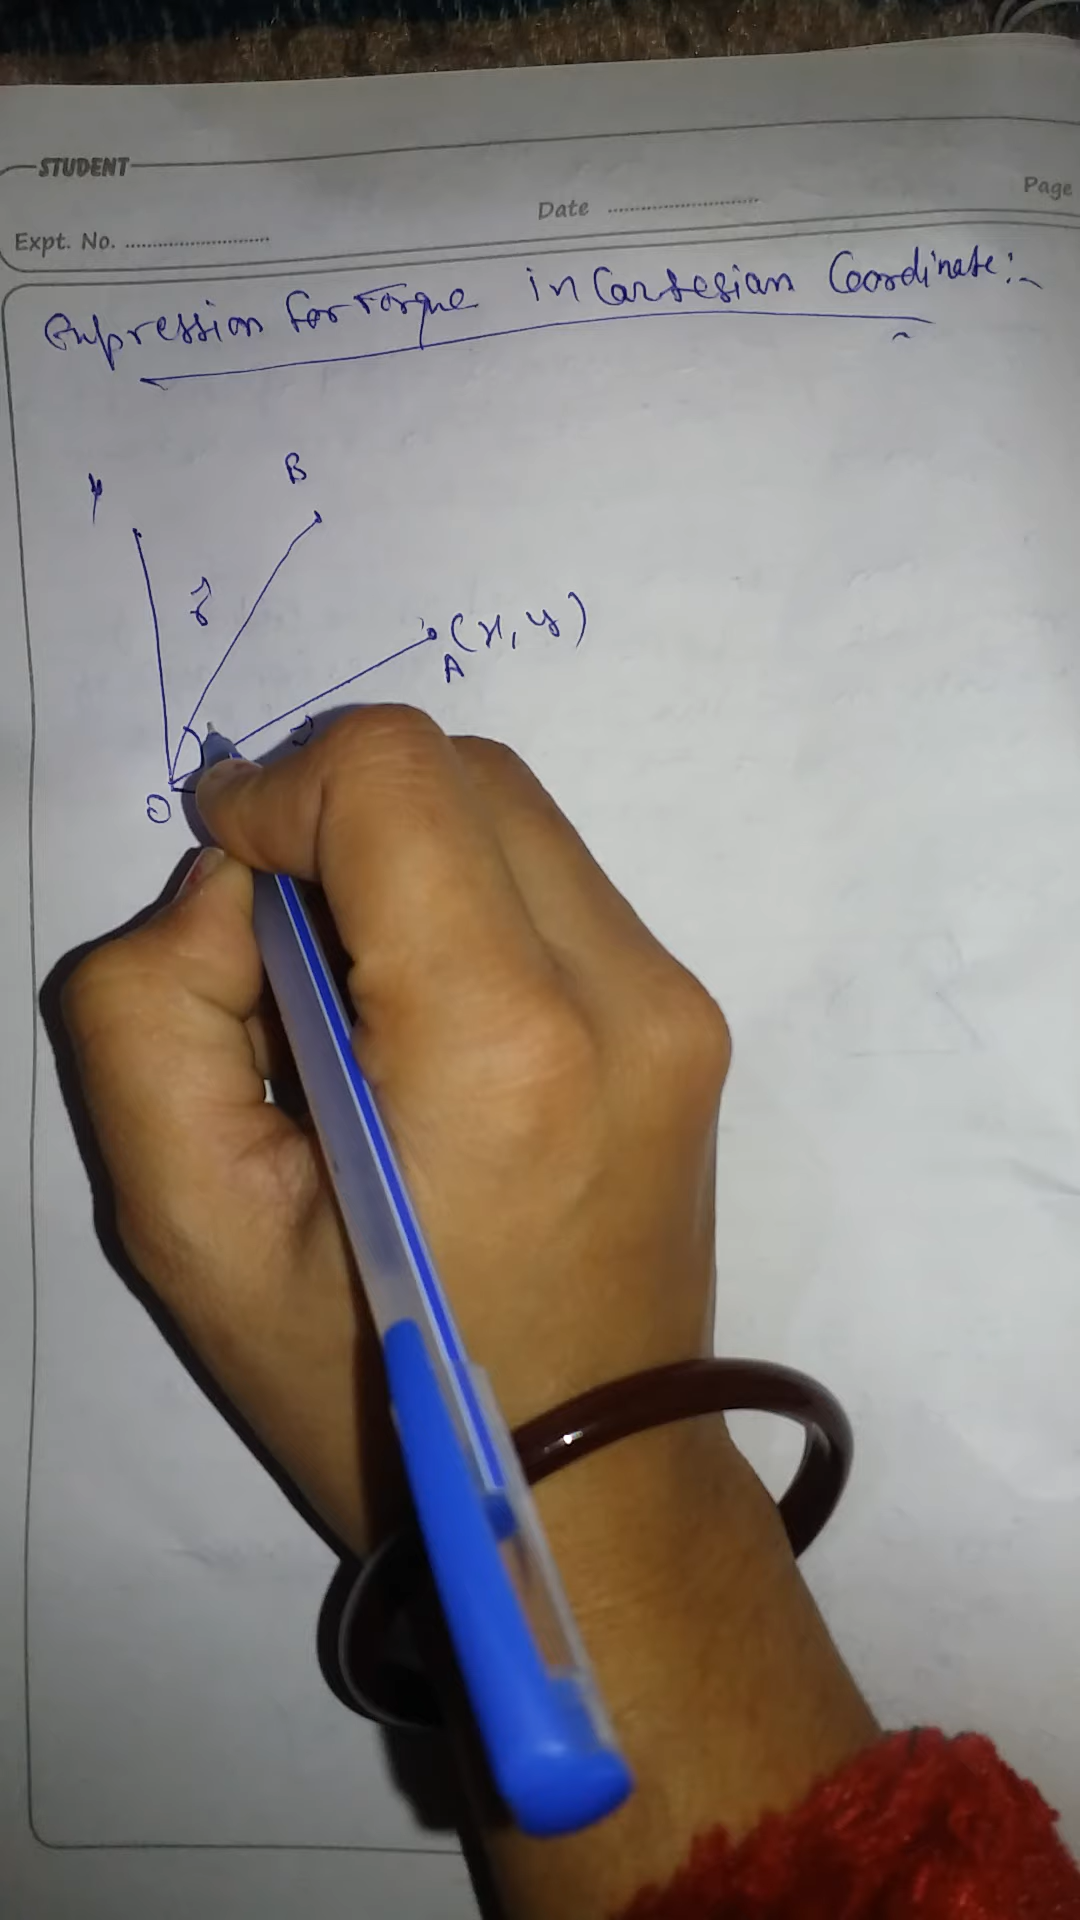 STUDENT
Page
Date
Expt. No.
Expression for Torque in Cartesian Coordinate:-
Y
B
r
(x, y)
A
O